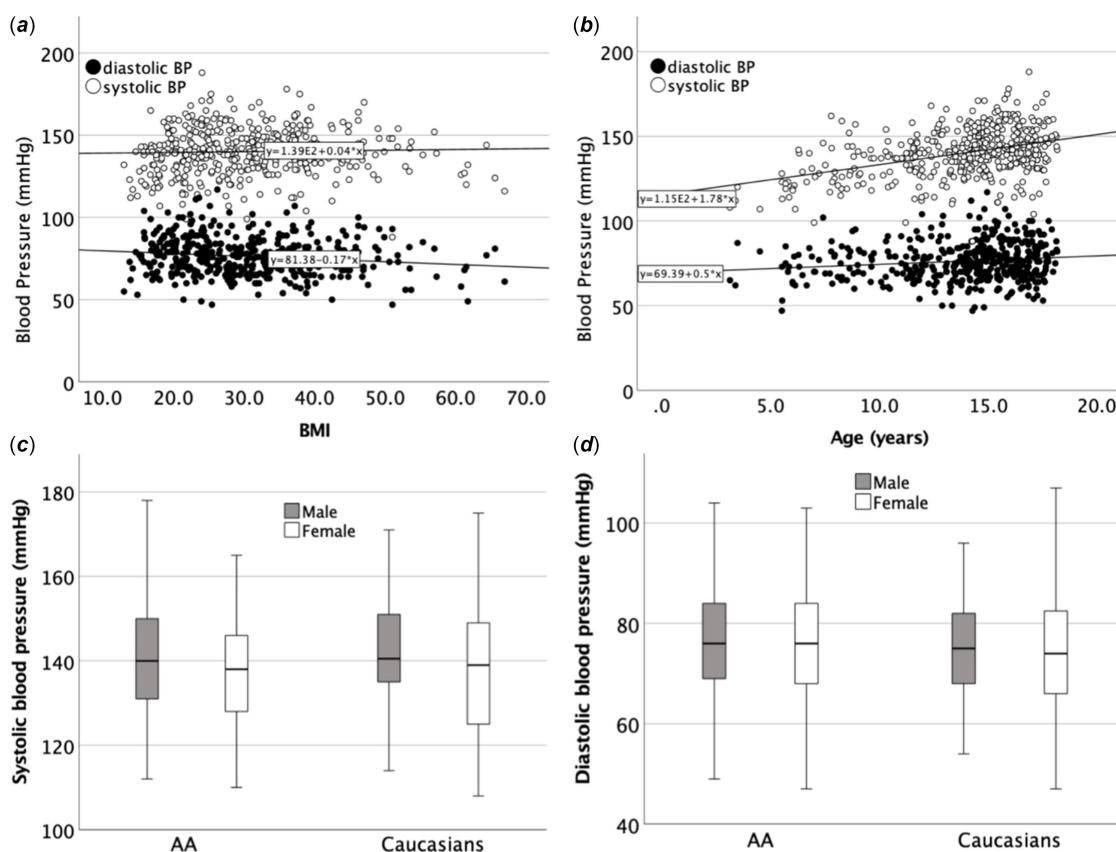 (a)
diastolic BP
systolic BP
Blood Pressure (mmHg)
200
150
100
50
0
y=1.39E2+0.04*x
y=81.38-0.17*x
10.0 20.0 30.0 40.0 50.0 60.0 70.0
BMI
(b)
diastolic BP
systolic BP
Blood Pressure (mmHg)
200
150
100
50
0
y=1.15E2+1.78*x
y=69.39+0.5*x
.0 5.0 10.0 15.0 20.0
Age (years)
(c)
Male
Female
Systolic blood pressure (mmHg)
180
160
140
120
100
AA Caucasians
(d)
Male
Female
Diastolic blood pressure (mmHg)
100
80
60
40
AA Caucasians